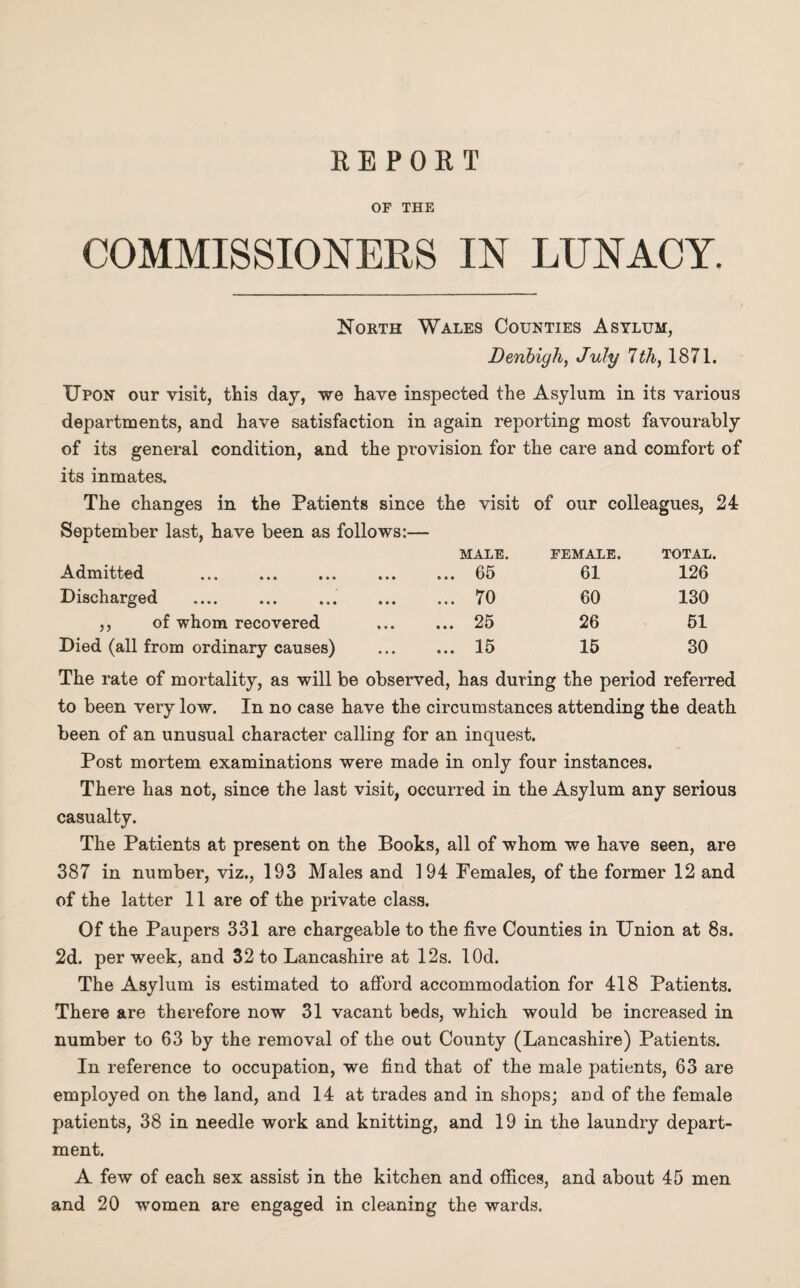 REPORT
OF THE
COMMISSIONERS IN LUNACY.
North Wales Counties Asylum,
Denbigh, July 7th, 1871.
Upon our visit, this day, we have inspected the Asylum in its various
departments, and have satisfaction in again reporting most favourably
of its general condition, and the provision for the care and comfort of
its inmates.
The changes in the Patients since the visit of our colleagues, 24
September last, have been as follows:—
MALE. FEMALE. TOTAL.
Admitted ... ... ... ... ... 65 61 126
Discharged .... ... ... ... ... 70 60 130
,, of whom recovered ... ... 25 26 51
Died (all from ordinary causes) ... ... 15 15 30
The rate of mortality, as will be observed, has during the period referred
to been very low. In no case have the circumstances attending the death
been of an unusual character calling for an inquest.
Post mortem examinations were made in only four instances.
There has not, since the last visit, occurred in the Asylum any serious
casualty.
The Patients at present on the Books, all of whom we have seen, are
387 in number, viz., 193 Males and 194 Females, of the former 12 and
of the latter 11 are of the private class.
Of the Paupers 331 are chargeable to the five Counties in Union at 8s.
2d. per week, and 32 to Lancashire at 12s. 10d.
The Asylum is estimated to afford accommodation for 418 Patients.
There are therefore now 31 vacant beds, which would be increased in
number to 63 by the removal of the out County (Lancashire) Patients.
In reference to occupation, we find that of the male patients, 63 are
employed on the land, and 14 at trades and in shops; and of the female
patients, 38 in needle work and knitting, and 19 in the laundry depart-
ment.
A few of each sex assist in the kitchen and offices, and about 45 men
and 20 women are engaged in cleaning the wards.